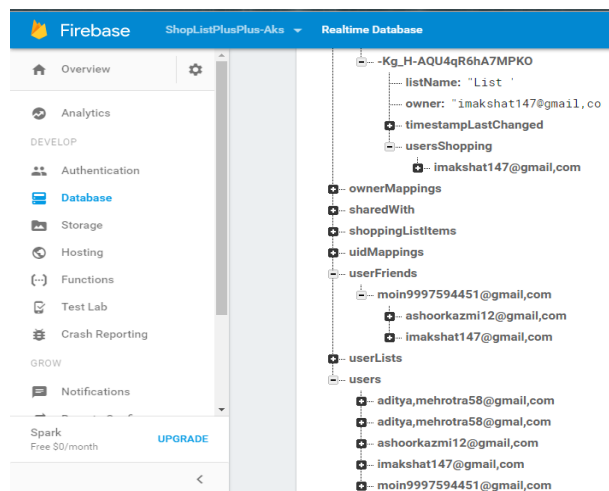 Firebase
ShopListPlusPlus-Aks
Realtime Database
Overview
Analytics
DEVELOP
Authentication
Database
Storage
Hosting
Functions
Test Lab
Crash Reporting
GROW
Notifications
Spark
Free $0/month
UPGRADE
-Kg_H-AQU4qR6hA7MPKO
listName: "List '
owner: "imakshat147@gmail,co
timestampLastChanged
usersShopping
imakshat147@gmail,com
ownerMappings
sharedWith
shoppingListItems
uidMappings
userFriends
moin9997594451@gmail,com
ashoorkazmi12@gmail,com
imakshat147@gmail,com
userLists
users
aditya,mehrotra58@gmail,com
aditya,mehrotra58@gmal,com
ashoorkazmi12@gmail,com
imakshat147@gmail,com
moin9997594451@gmail,com